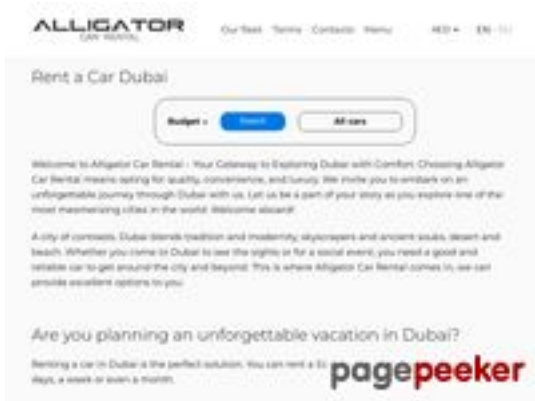 ALLIGATOR
CAR RENTAL
Our fleet Terms Contacts Menu AED EN RU
Rent a Car Dubai
Budget Search All cars
Welcome to Alligator Car Rental - Your Gateway to Exploring Dubai with Comfort. Choosing Alligator
Car Rental means opting for quality, convenience, and luxury. We invite you to embark on an
unforgettable journey through Dubai with us. Let us be a part of your story as you explore one of the
most mesmerizing cities in the world. Welcome aboard!
A city of contrasts, Dubai blends tradition and modernity, skyscrapers and ancient souks, desert and
beach. Whether you come to Dubai to see the sights or for a social event, you need a good and
reliable car to get around the city and beyond. This is where Alligator Car Rental comes in, we can
provide excellent options to you.
Are you planning an unforgettable vacation in Dubai?
Renting a car in Dubai is the perfect solution. You can rent a
days, a week or even a month.
pagepeeker